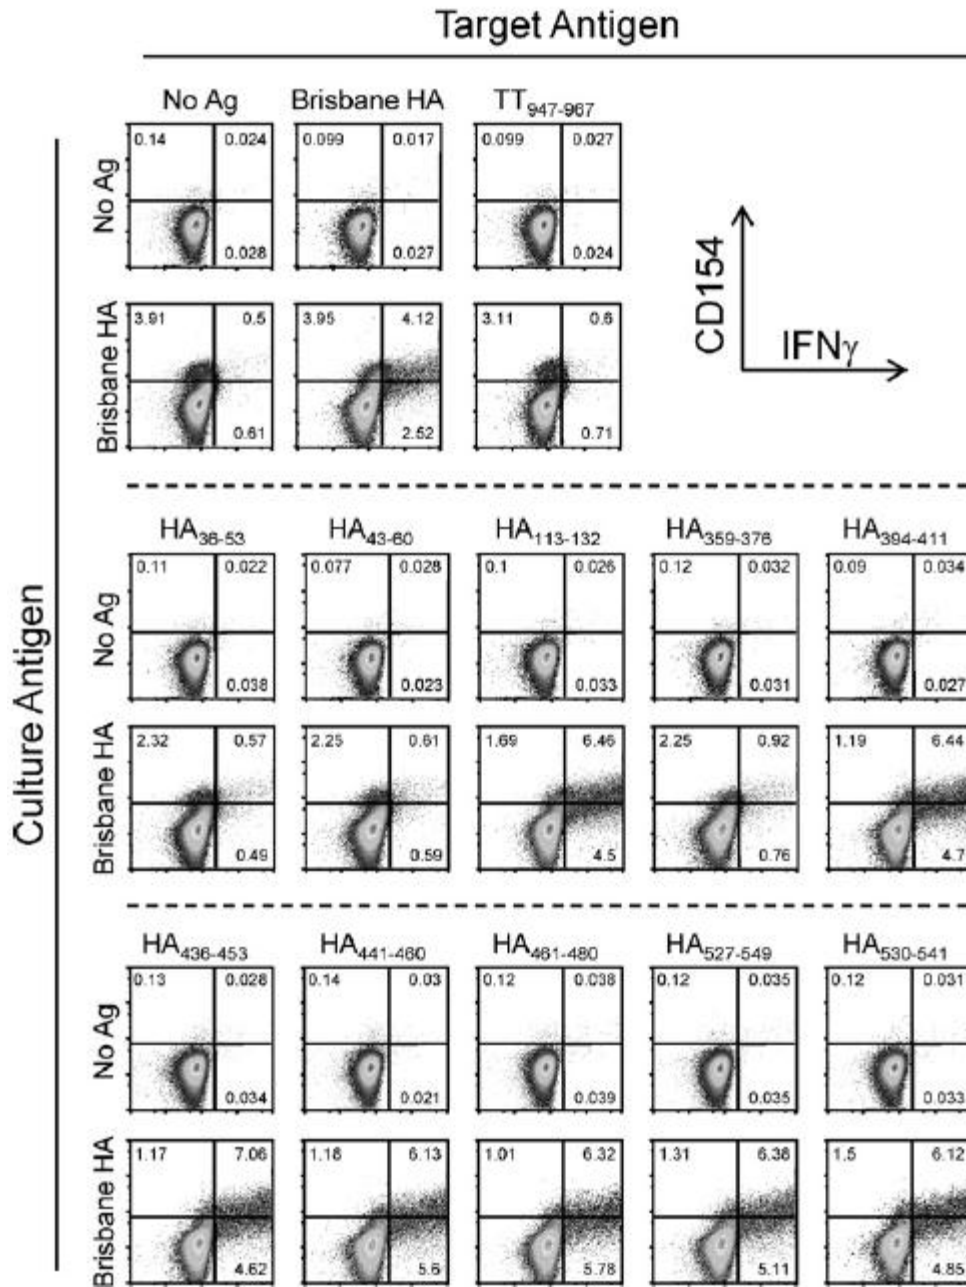 Target Antigen
No Ag Brisbane HA TT947-967
Culture Antigen
No Ag
0.14 0.024 0.099 0.017 0.099 0.027
0.028 0.027 0.024
CD154
IFNγ
Brisbane HA
3.91 0.5 3.95 4.12 3.11 0.6
0.61 2.52 0.71
HA36-53 HA43-60 HA113-132 HA359-376 HA394-411
No Ag
0.11 0.022 0.077 0.028 0.1 0.026 0.12 0.032 0.09 0.034
0.038 0.023 0.033 0.031 0.027
Brisbane HA
2.32 0.57 2.25 0.61 1.69 6.46 2.25 0.92 1.19 6.44
0.49 0.59 4.5 0.76 4.7
HA436-453 HA441-460 HA461-480 HA527-549 HA530-541
No Ag
0.13 0.028 0.14 0.03 0.12 0.038 0.12 0.035 0.12 0.031
0.034 0.021 0.039 0.035 0.033
Brisbane HA
1.17 7.06 1.18 6.13 1.01 6.32 1.31 6.38 1.5 6.12
4.62 5.6 5.78 5.11 4.85